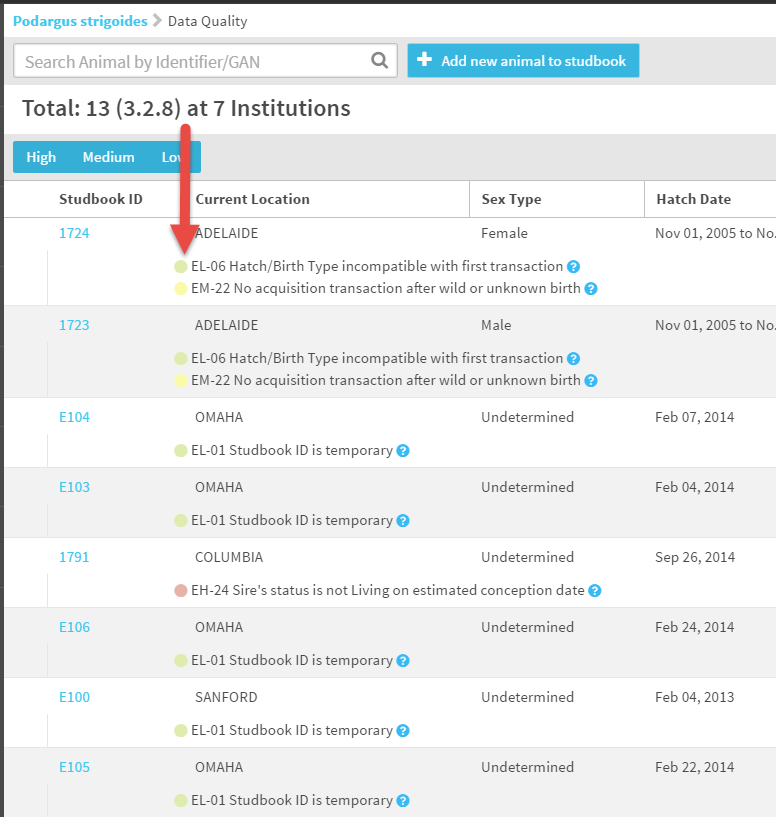 Podargus strigoides Data Quality
Search Animal by Identifier/GAN
Add new animal to studbook
Total: 13 (3.2.8) at 7 Institutions
High Medium
Studbook ID Current Location Sex Type Hatch Date
1724 ADELAIDE Female Nov 01, 2005 to No.
EL-06 Hatch/Birth Type incompatible with first transaction ?
EM-22 No acquisition transaction after wild or unknown birth ?
1723 ADELAIDE Male Nov 01, 2005 to No.
EL-06 Hatch/Birth Type incompatible with first transaction ?
EM-22 No acquisition transaction after wild or unknown birth ?
E104 OMAHA Undetermined Feb 07, 2014
EL-01 Studbook ID is temporary ?
E103 OMAHA Undetermined Feb 04, 2014
EL-01 Studbook ID is temporary ?
1791 COLUMBIA Undetermined Sep 26, 2014
EH-24 Sire's status is not Living on estimated conception date ?
E106 OMAHA Undetermined Feb 24, 2014
EL-01 Studbook ID is temporary ?
E100 SANFORD Undetermined Feb 04, 2013
EL-01 Studbook ID is temporary ?
E105 OMAHA Undetermined Feb 22, 2014
EL-01 Studbook ID is temporary ?